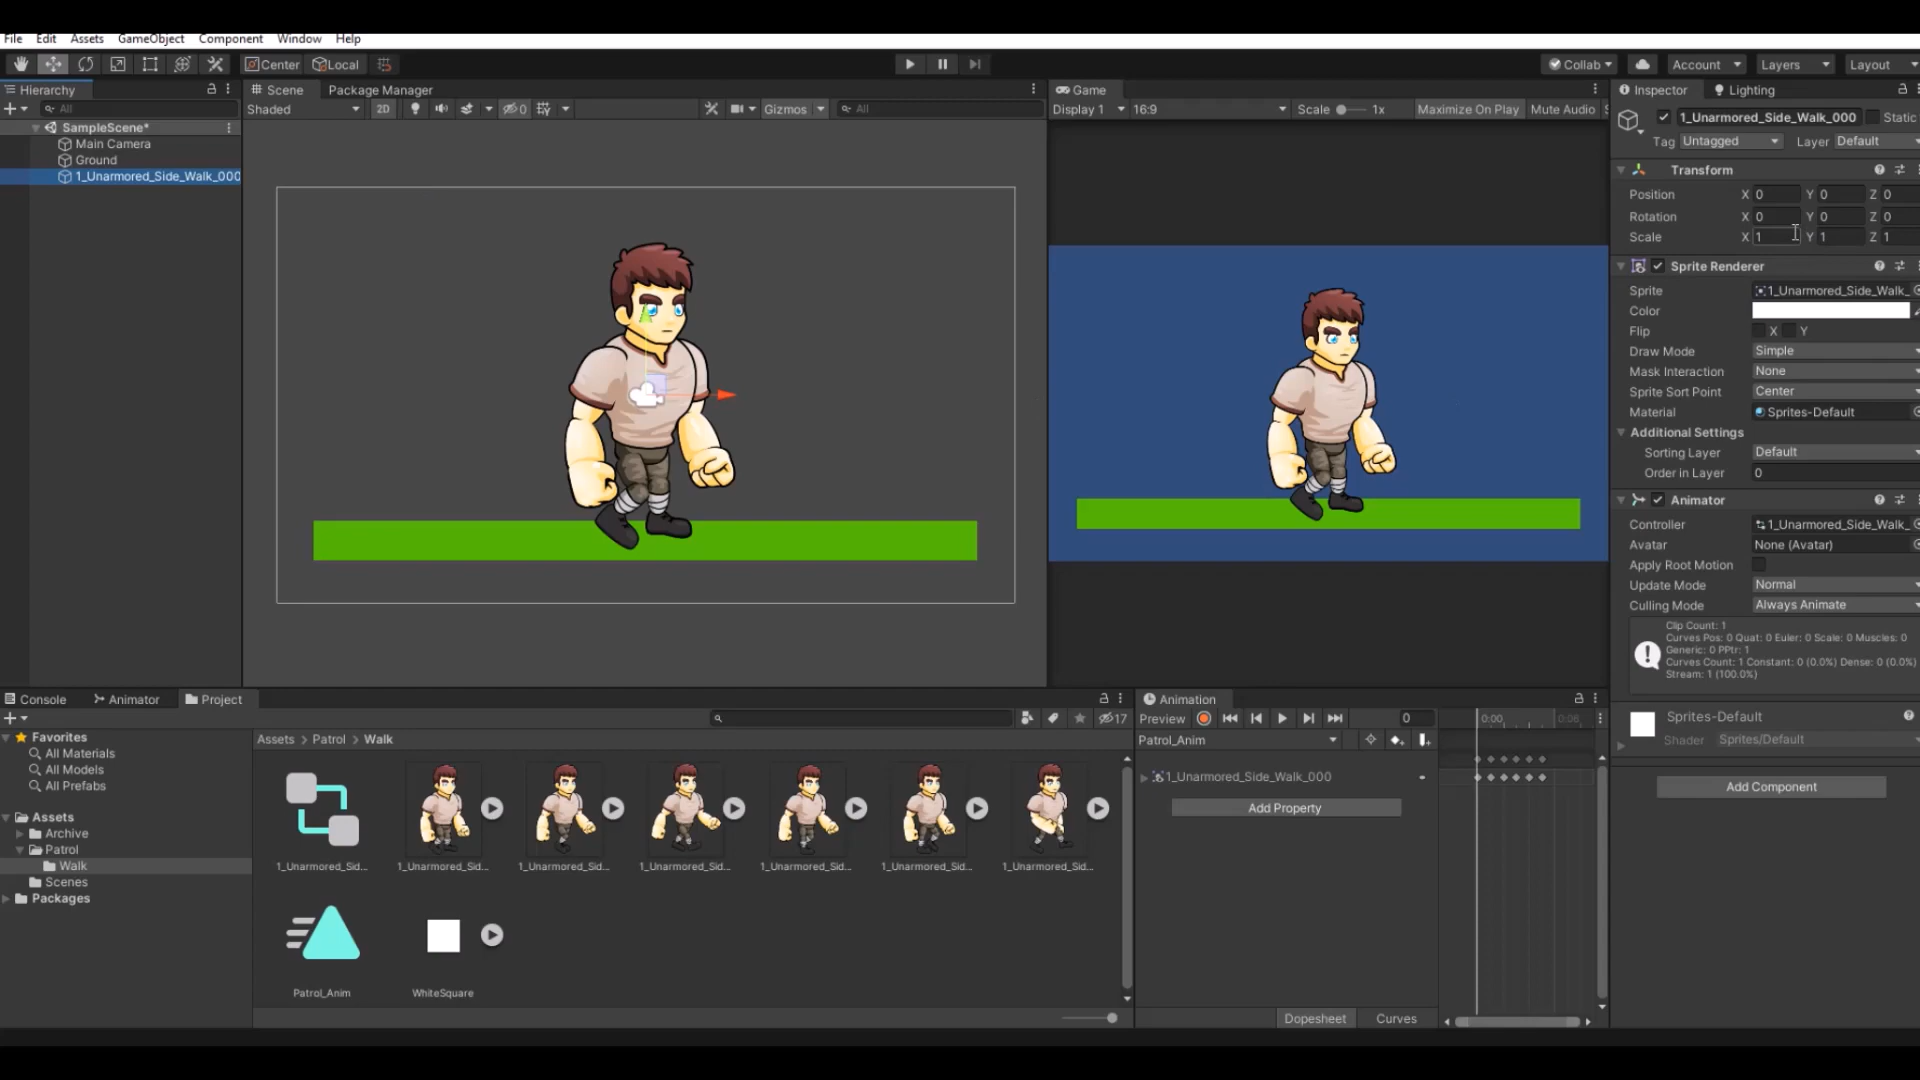 File Edit Assets GameObject Component Window Help
Center Local Collab Account Layers Layout
Hierarchy
All
SampleScene*
Main Camera
Ground
1_Unarmored_Side_Walk_000
Scene Package Manager
Shaded 2D 0 Gizmos All
Game
Display 1 16:9 Scale 1x Maximize On Play Mute Audio
Inspector Lighting
1_Unarmored_Side_Walk_000 Static
Tag Untagged Layer Default
Transform
Position X 0 Y 0 Z 0
Rotation X 0 Y 0 Z 0
Scale X 1 Y 1 Z 1
Sprite Renderer
Sprite 1_Unarmored_Side_Walk_
Color
Flip X Y
Draw Mode Simple
Mask Interaction None
Sprite Sort Point Center
Material Sprites-Default
Additional Settings
Sorting Layer Default
Order in Layer 0
Animator
Controller 1_Unarmored_Side_Walk_
Avatar None (Avatar)
Apply Root Motion
Update Mode Normal
Culling Mode Always Animate
Clip Count: 1
Curves Pos: 0 Quat: 0 Euler: 0 Scale: 0 Muscles: 0
Generic: 0 PPtr: 1
Curves Count: 1 Constant: 0 (0.0%) Dense: 0 (0.0%)
Stream: 1 (100.0%)
Sprites-Default
Shader Sprites/Default
Add Component
Console Animator Project
17
Favorites
All Materials
All Models
All Prefabs
Assets
Archive
Patrol
Walk
Scenes
Packages
Assets Patrol Walk
1_Unarmored_Sid... 1_Unarmored_Sid... 1_Unarmored_Sid... 1_Unarmored_Sid... 1_Unarmored_Sid... 1_Unarmored_Sid... 1_Unarmored_Sid...
Patrol_Anim WhiteSquare
Animation
Preview 0 0:00 0:06
Patrol_Anim
1_Unarmored_Side_Walk_000
Add Property
Dopesheet Curves